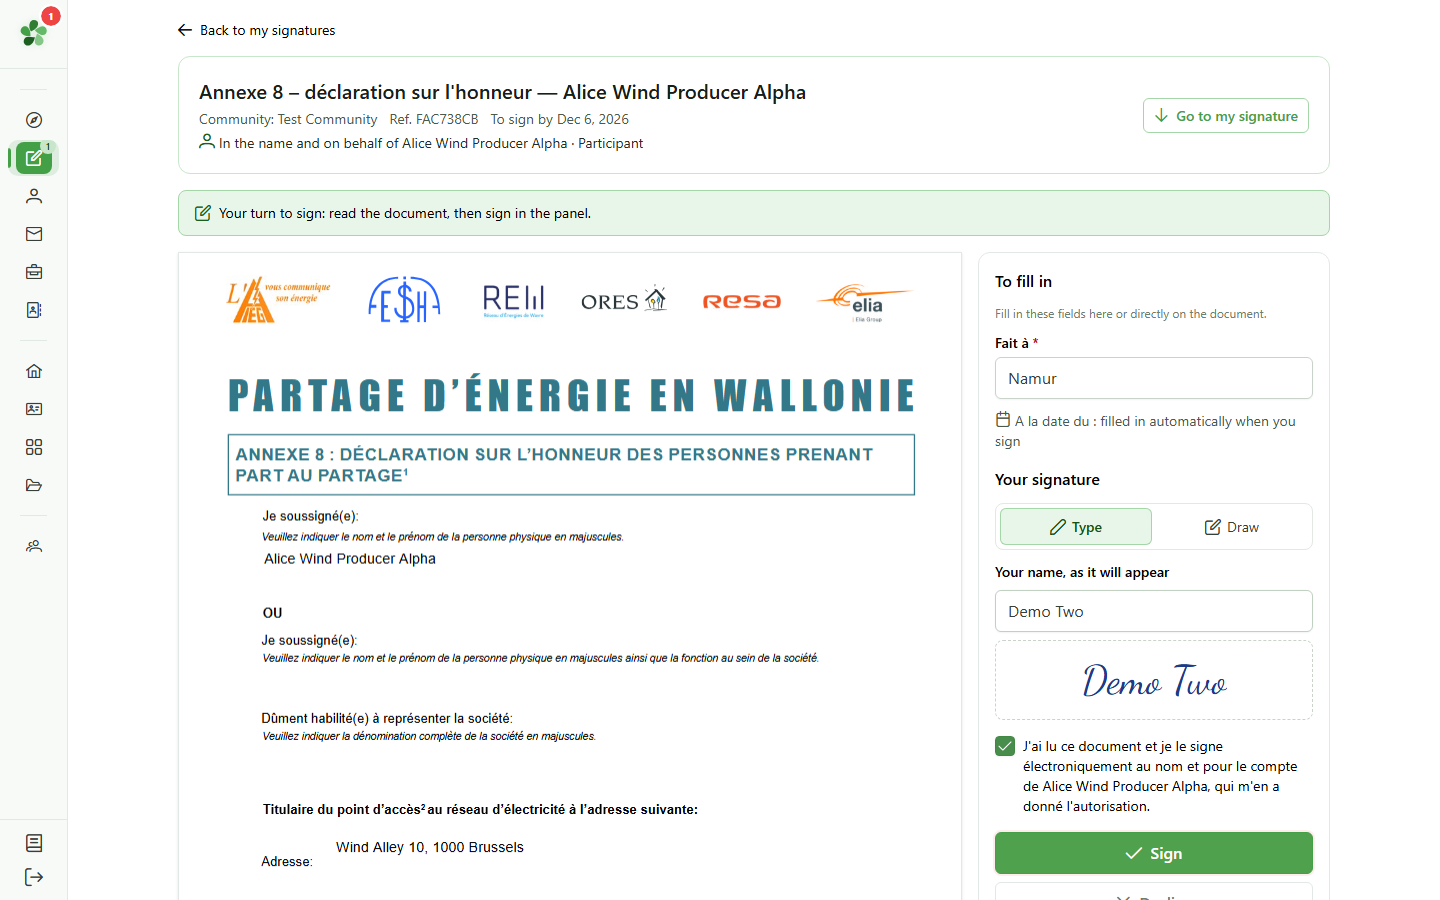 1
Back to my signatures
Annexe 8 – déclaration sur l'honneur — Alice Wind Producer Alpha
Community: Test Community Ref. FAC738CB To sign by Dec 6, 2026
In the name and on behalf of Alice Wind Producer Alpha · Participant
Go to my signature
1
Your turn to sign: read the document, then sign in the panel.
L'AIEG vous communique
son énergie
AESH
REW
Réseau d'Énergies de Wavre
ORES
resa
elia
Elia Group
PARTAGE D'ÉNERGIE EN WALLONIE
ANNEXE 8 : DÉCLARATION SUR L'HONNEUR DES PERSONNES PRENANT
PART AU PARTAGE¹
Je soussigné(e):
Veuillez indiquer le nom et le prénom de la personne physique en majuscules.
Alice Wind Producer Alpha
OU
Je soussigné(e):
Veuillez indiquer le nom et le prénom de la personne physique en majuscules ainsi que la fonction au sein de la société.
Dûment habilité(e) à représenter la société:
Veuillez indiquer la dénomination complète de la société en majuscules.
Titulaire du point d'accès² au réseau d'électricité à l'adresse suivante:
Wind Alley 10, 1000 Brussels
Adresse:
To fill in
Fill in these fields here or directly on the document.
Fait à *
Namur
A la date du : filled in automatically when you
sign
Your signature
Type
Draw
Your name, as it will appear
Demo Two
Demo Two
J'ai lu ce document et je le signe
électroniquement au nom et pour le compte
de Alice Wind Producer Alpha, qui m'en a
donné l'autorisation.
Sign